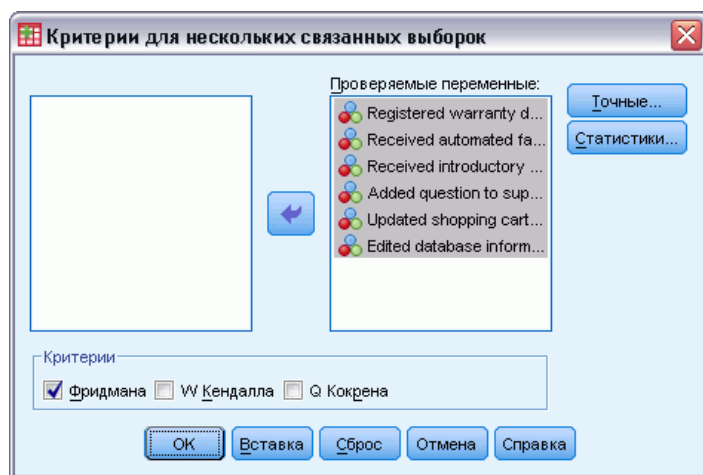 Критерии для нескольких связанных выборок
Проверяемые переменные:
Registered warranty d...
Received automated fa...
Received introductory ...
Added question to sup...
Updated shopping cart...
Edited database inform...
Точные...
Статистики...
Критерии
Фридмана W Кендалла Q Кокрена
OK Вставка Сброс Отмена Справка